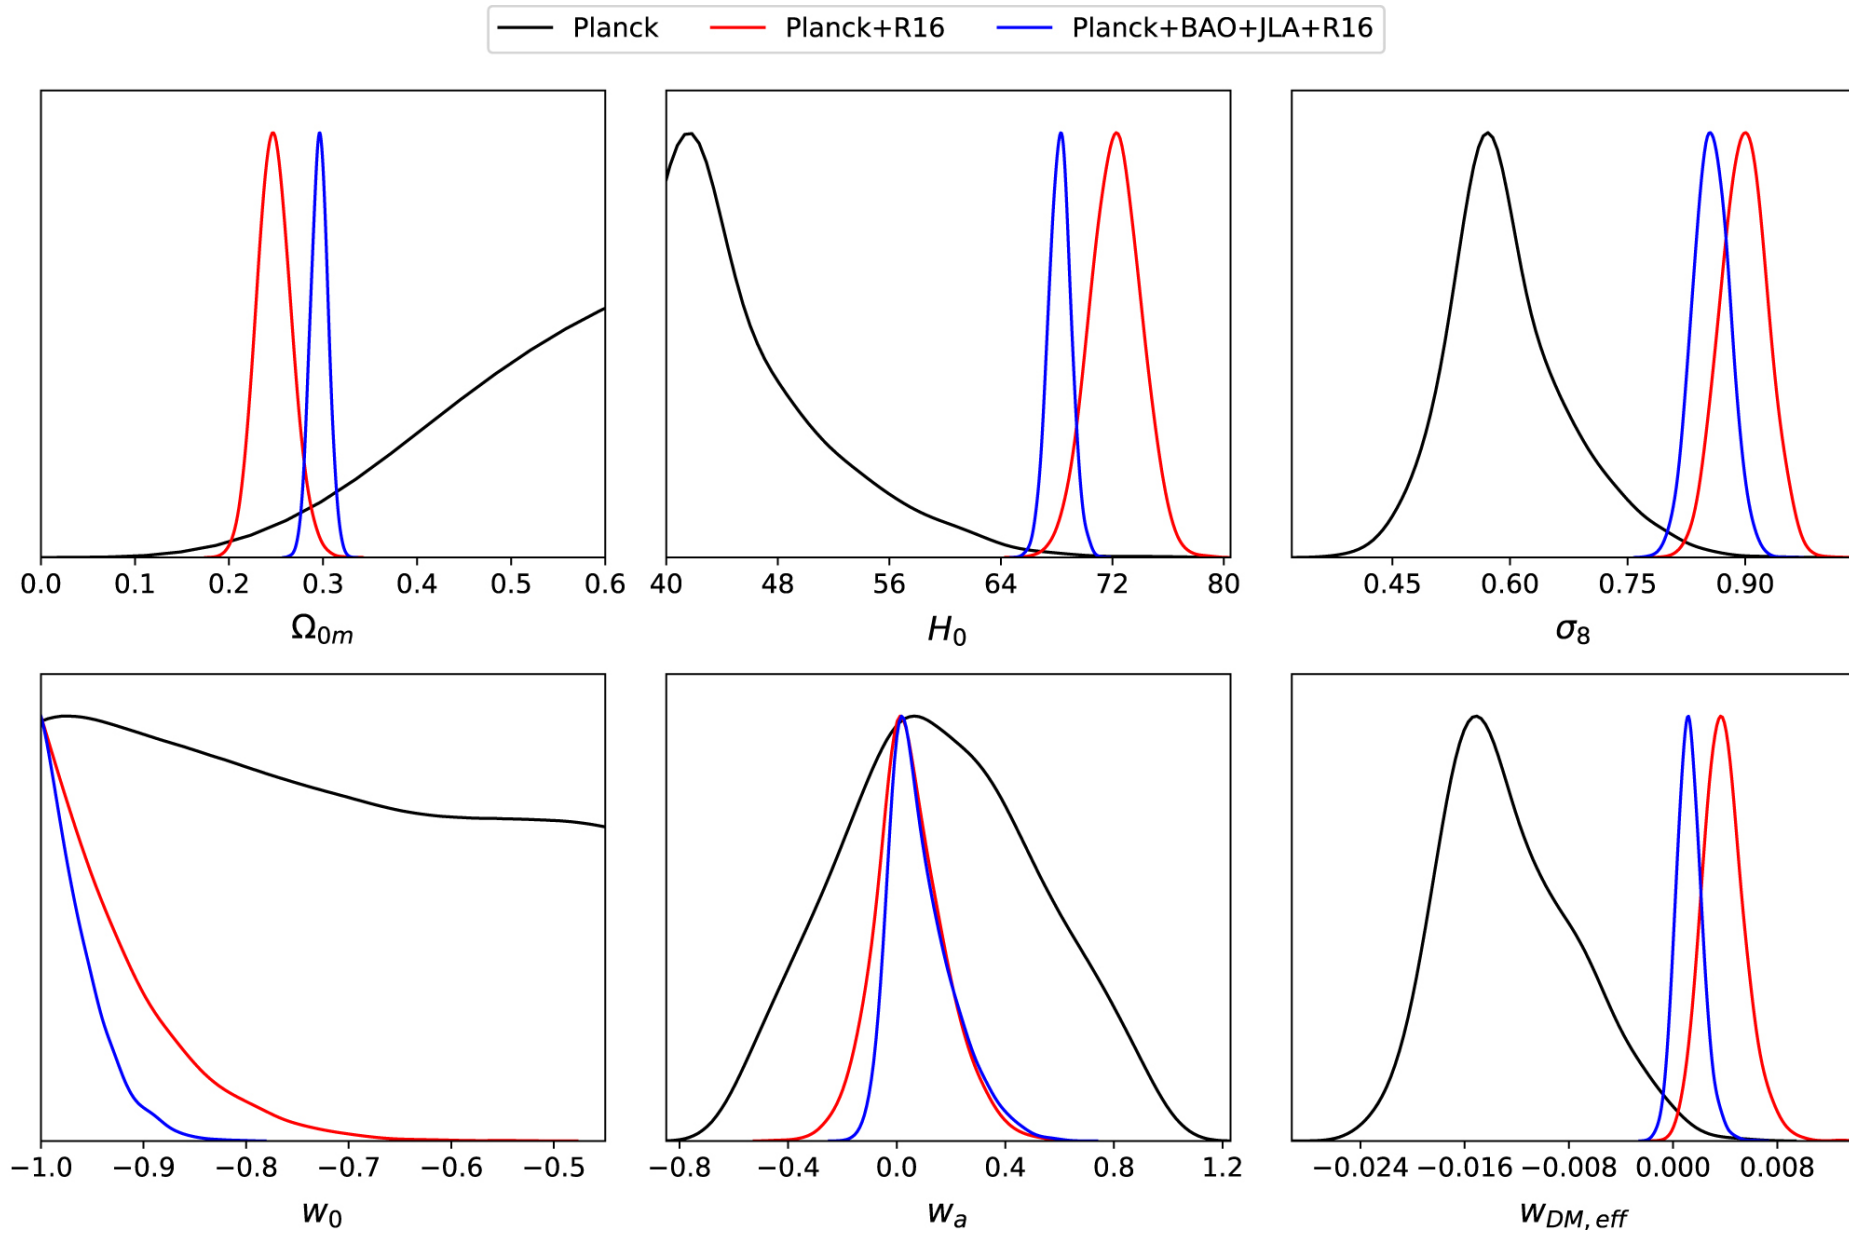 Planck Planck+R16 Planck+BAO+JLA+R16
0.0 0.1 0.2 0.3 0.4 0.5 0.6
Ω0m
40 48 56 64 72 80
H0
0.45 0.60 0.75 0.90
σ8
−1.0 −0.9 −0.8 −0.7 −0.6 −0.5
w0
−0.8 −0.4 0.0 0.4 0.8 1.2
wa
−0.024 −0.016 −0.008 0.000 0.008
wDM, eff